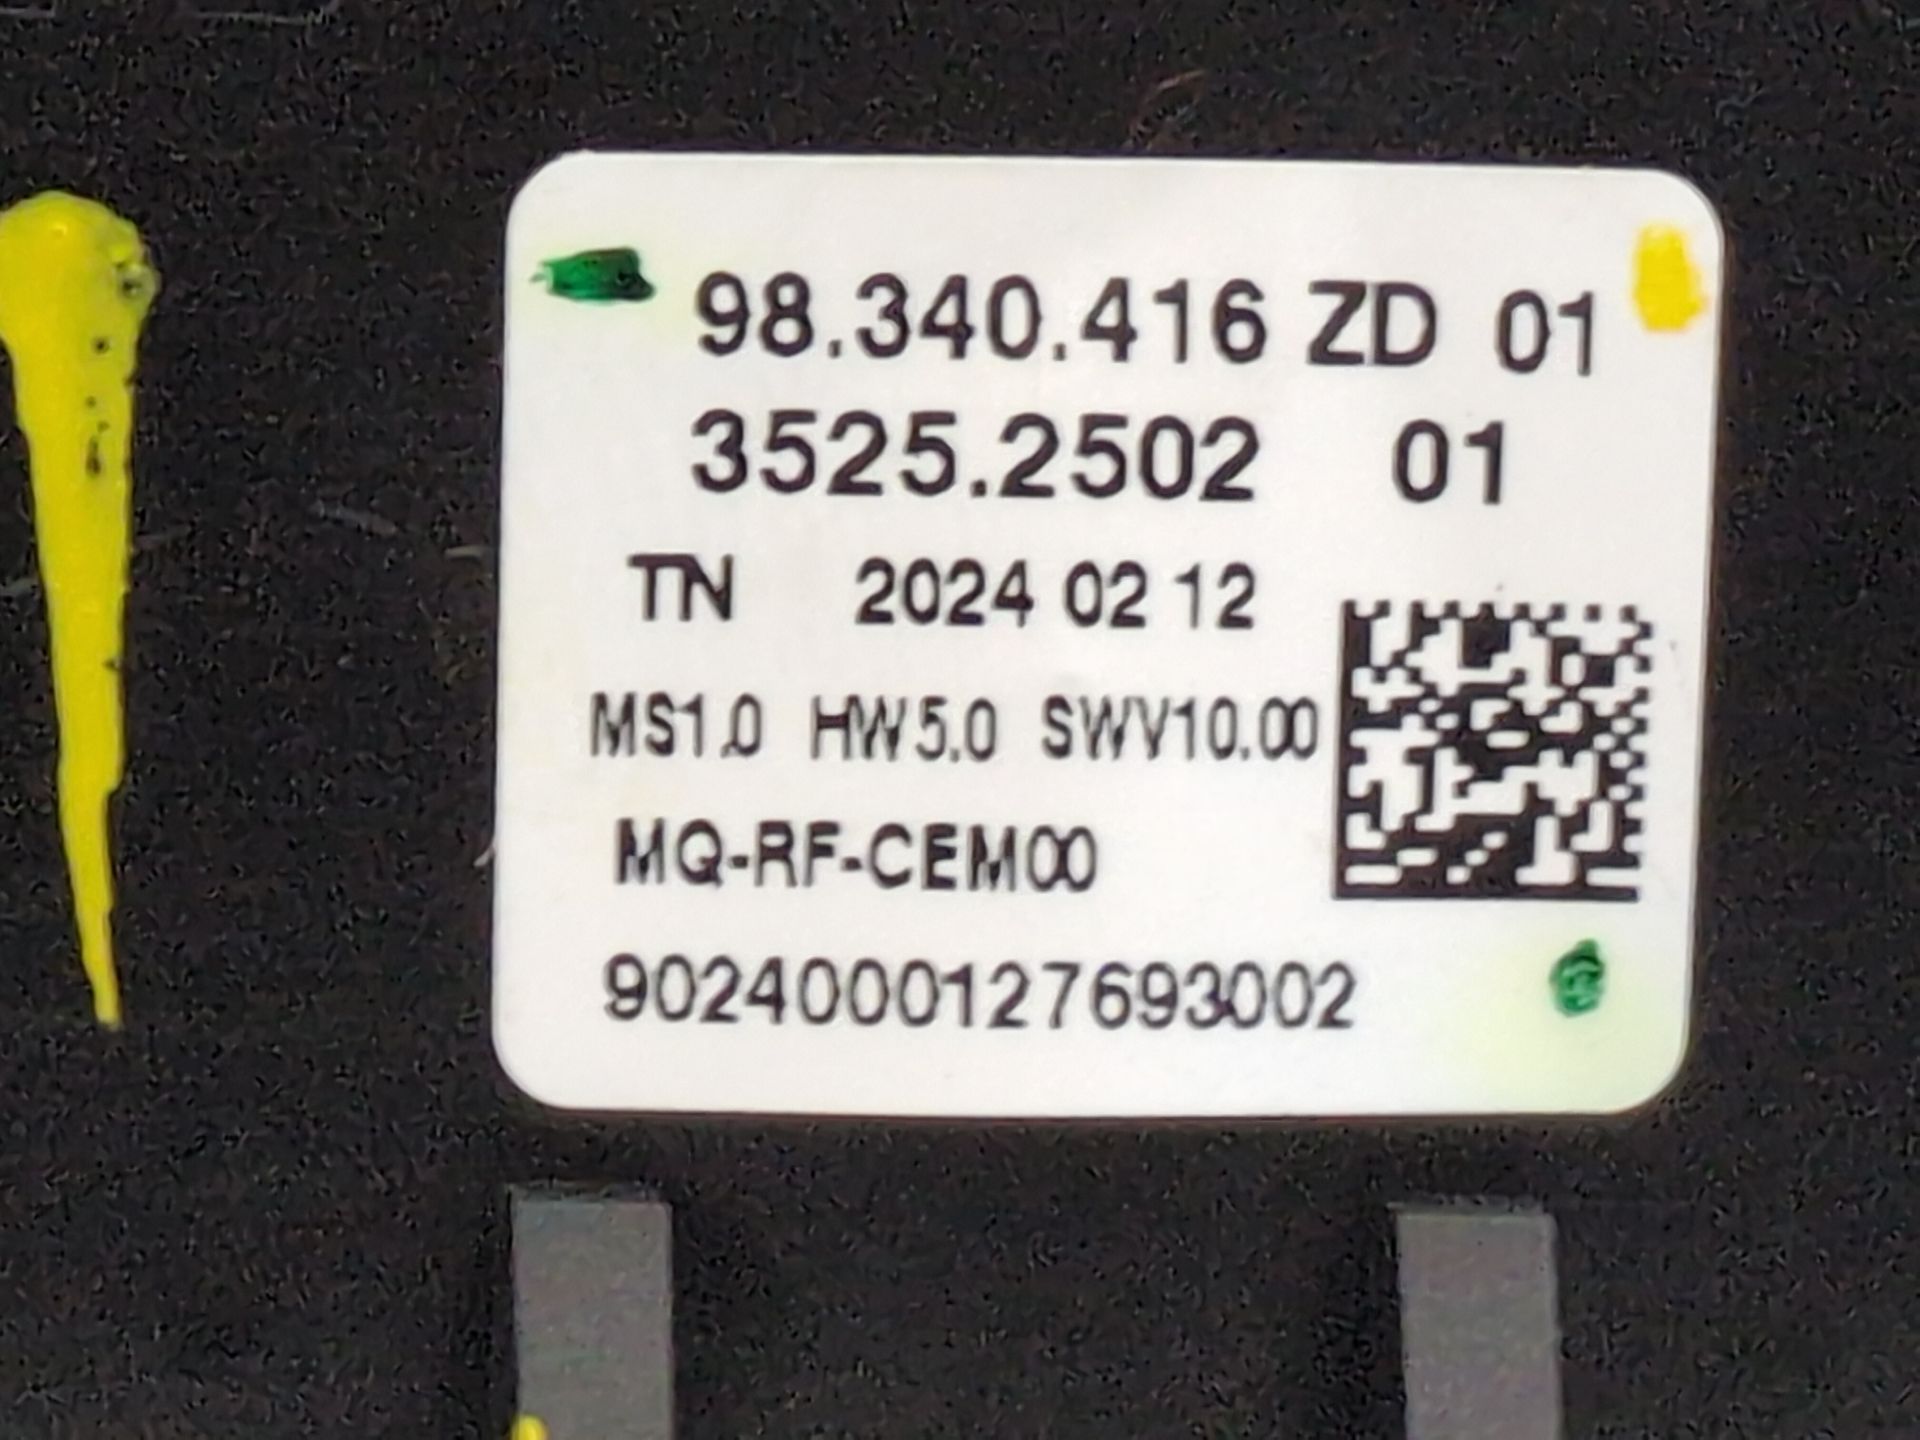 98.340.416 ZD 01
3525.2502 01
TN 2024 02 12
MS1.0 HW5.0 SWV10.00
MQ-RF-CEM00
9024000127693002